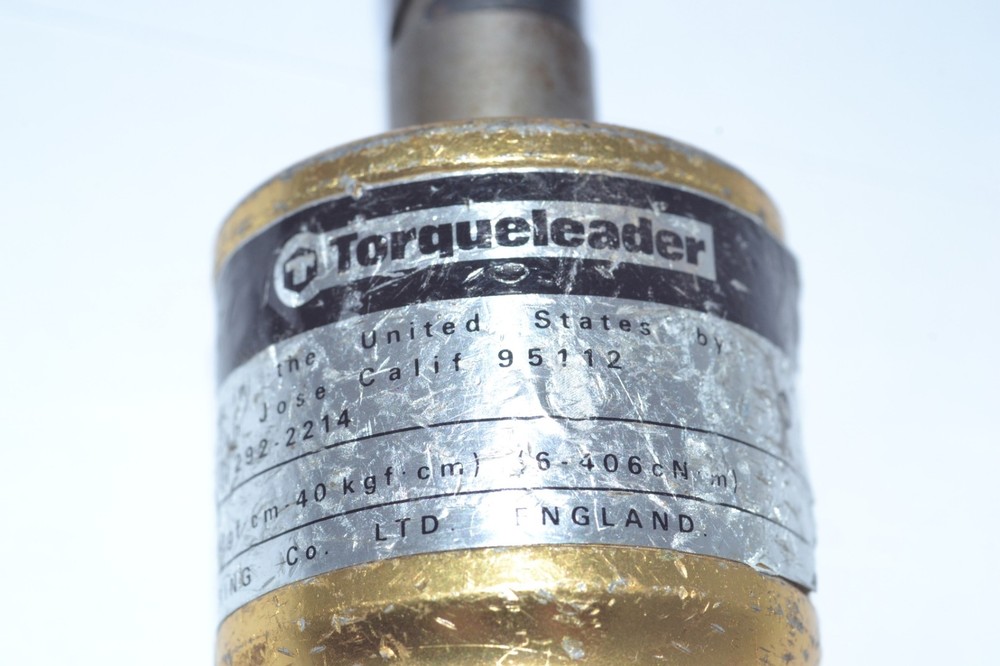 Torqueleader
the United States by
Jose Calif 95112
292-2214
cm-40 kgf·cm) (6-406cN·m)
Co. LTD. ENGLAND.